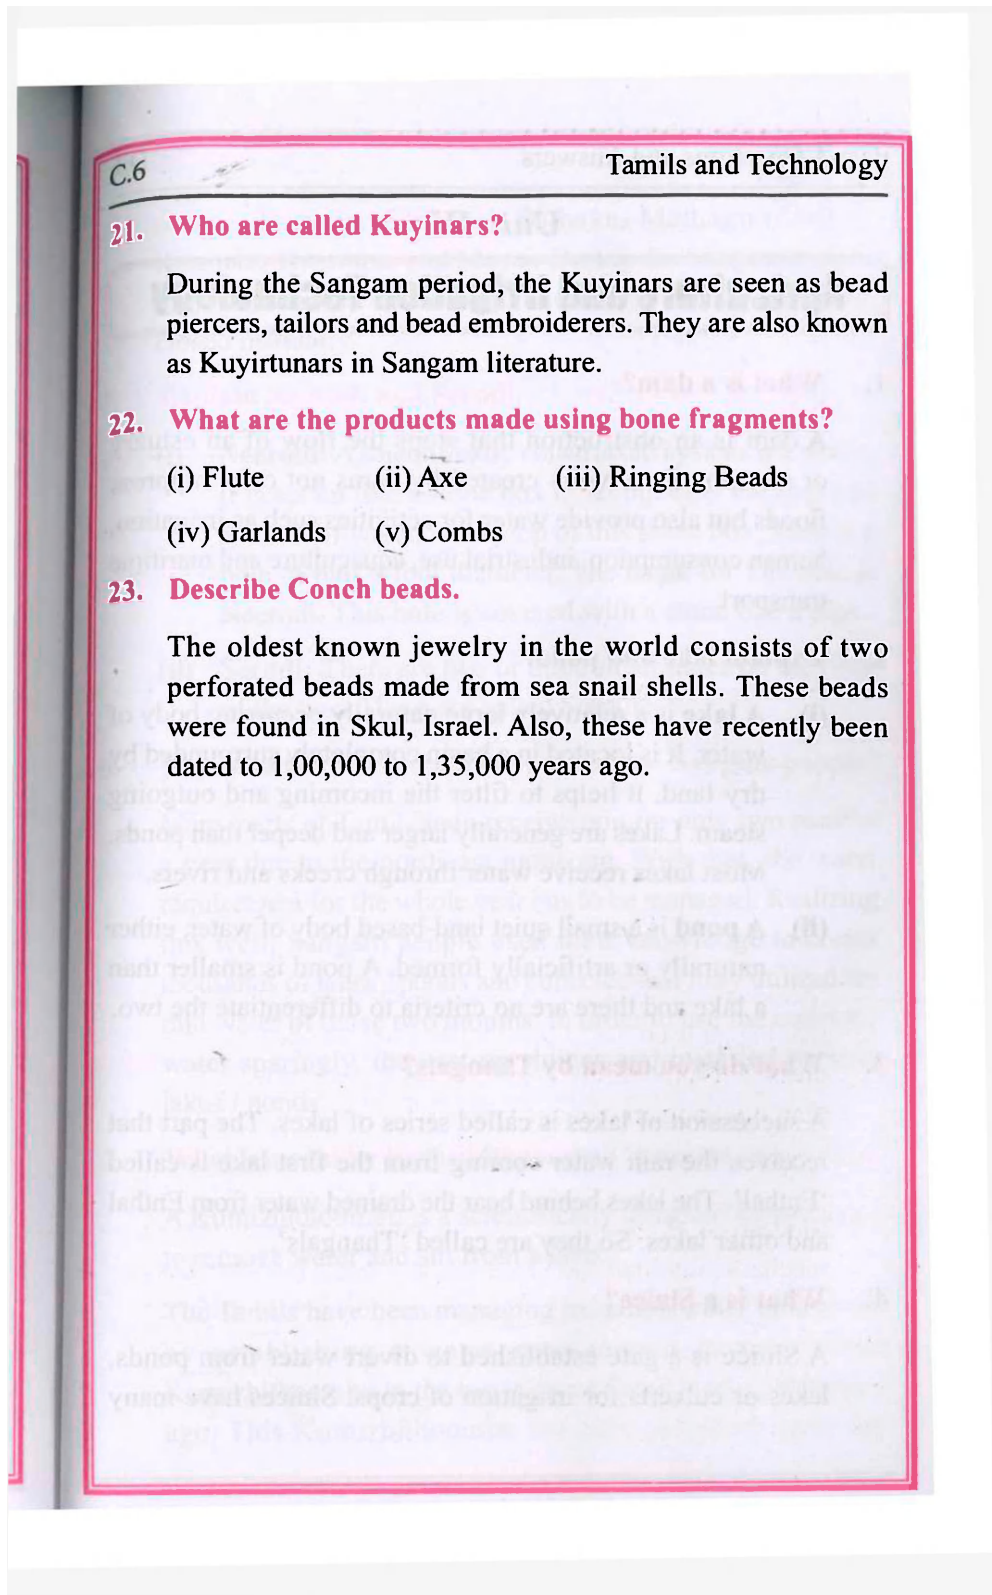 C.6 Tamils and Technology
21. Who are called Kuyinars?
During the Sangam period, the Kuyinars are seen as bead
piercers, tailors and bead embroiderers. They are also known
as Kuyirtunars in Sangam literature.
22. What are the products made using bone fragments?
(i) Flute (ii) Axe (iii) Ringing Beads
(iv) Garlands (v) Combs
23. Describe Conch beads.
The oldest known jewelry in the world consists of two
perforated beads made from sea snail shells. These beads
were found in Skul, Israel. Also, these have recently been
dated to 1,00,000 to 1,35,000 years ago.